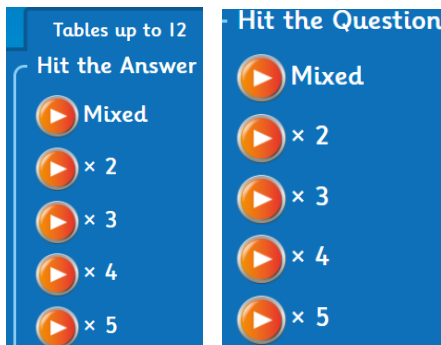 Tables up to 12
Hit the Answer
Mixed
× 2
× 3
× 4
× 5
Hit the Question
Mixed
× 2
× 3
× 4
× 5